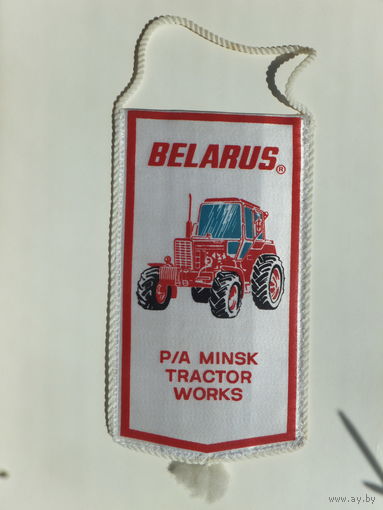 BELARUS®
P/A MINSK
TRACTOR
WORKS
www.ay.by